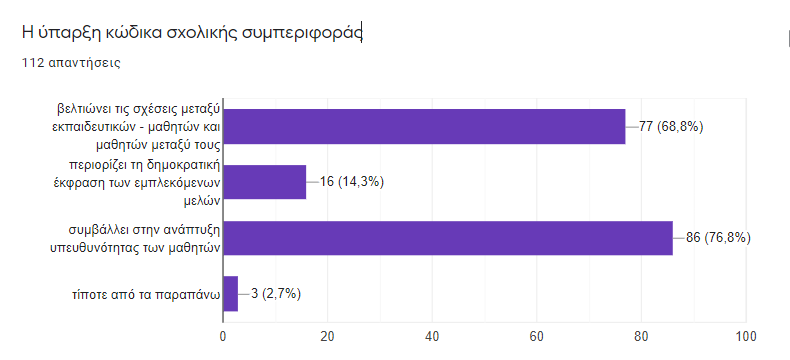 Η ύπαρξη κώδικα σχολικής συμπεριφοράς
112 απαντήσεις
βελτιώνει τις σχέσεις μεταξύ
εκπαιδευτικών - μαθητών και
μαθητών μεταξύ τους
77 (68,8%)
περιορίζει τη δημοκρατική
έκφραση των εμπλεκόμενων
μελών
16 (14,3%)
συμβάλλει στην ανάπτυξη
υπευθυνότητας των μαθητών
86 (76,8%)
τίποτε από τα παραπάνω
3 (2,7%)
0 20 40 60 80 100